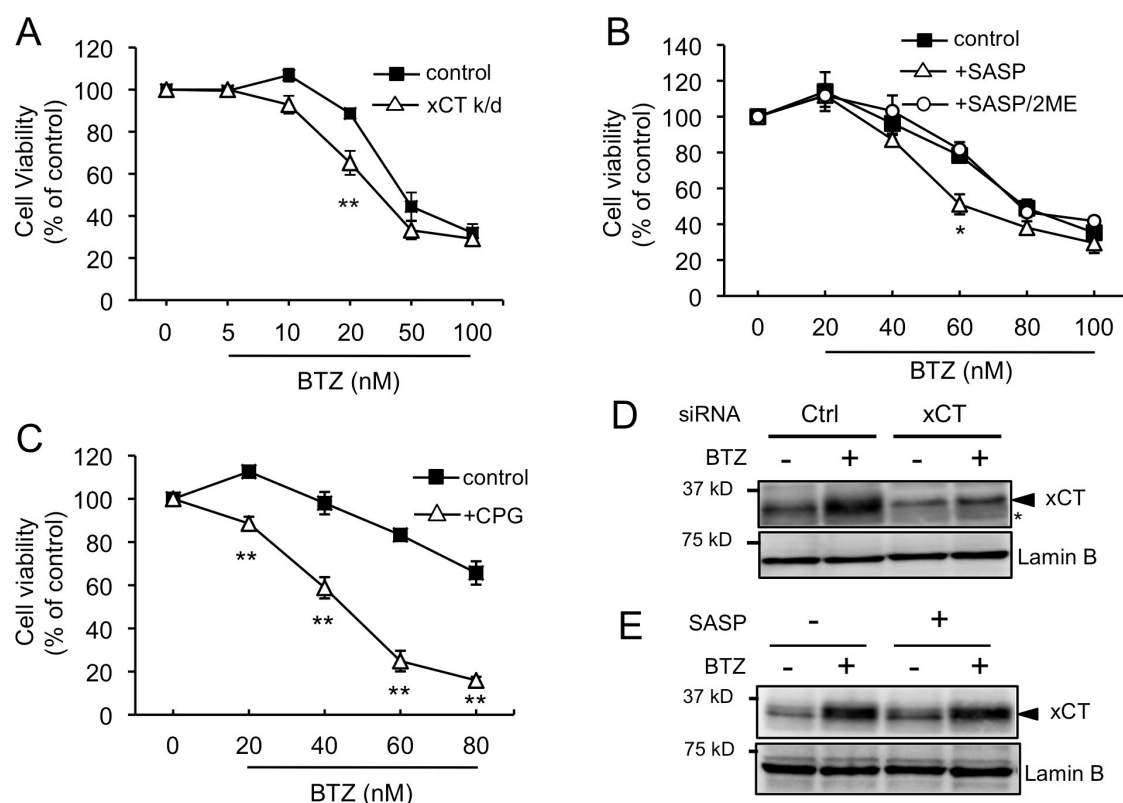 A
Cell Viability
(% of control)
120
100
80
60
40
20
0
control
xCT k/d
**
0 5 10 20 50 100
BTZ (nM)
B
Cell viability
(% of control)
140
120
100
80
60
40
20
0
control
+SASP
+SASP/2ME
*
0 20 40 60 80 100
BTZ (nM)
C
Cell viability
(% of control)
120
100
80
60
40
20
0
control
+CPG
**
**
**
**
0 20 40 60 80
BTZ (nM)
D
siRNA Ctrl xCT
BTZ - + - +
37 kD
xCT
*
75 kD
Lamin B
E
SASP - +
BTZ - + - +
37 kD
xCT
75 kD
Lamin B